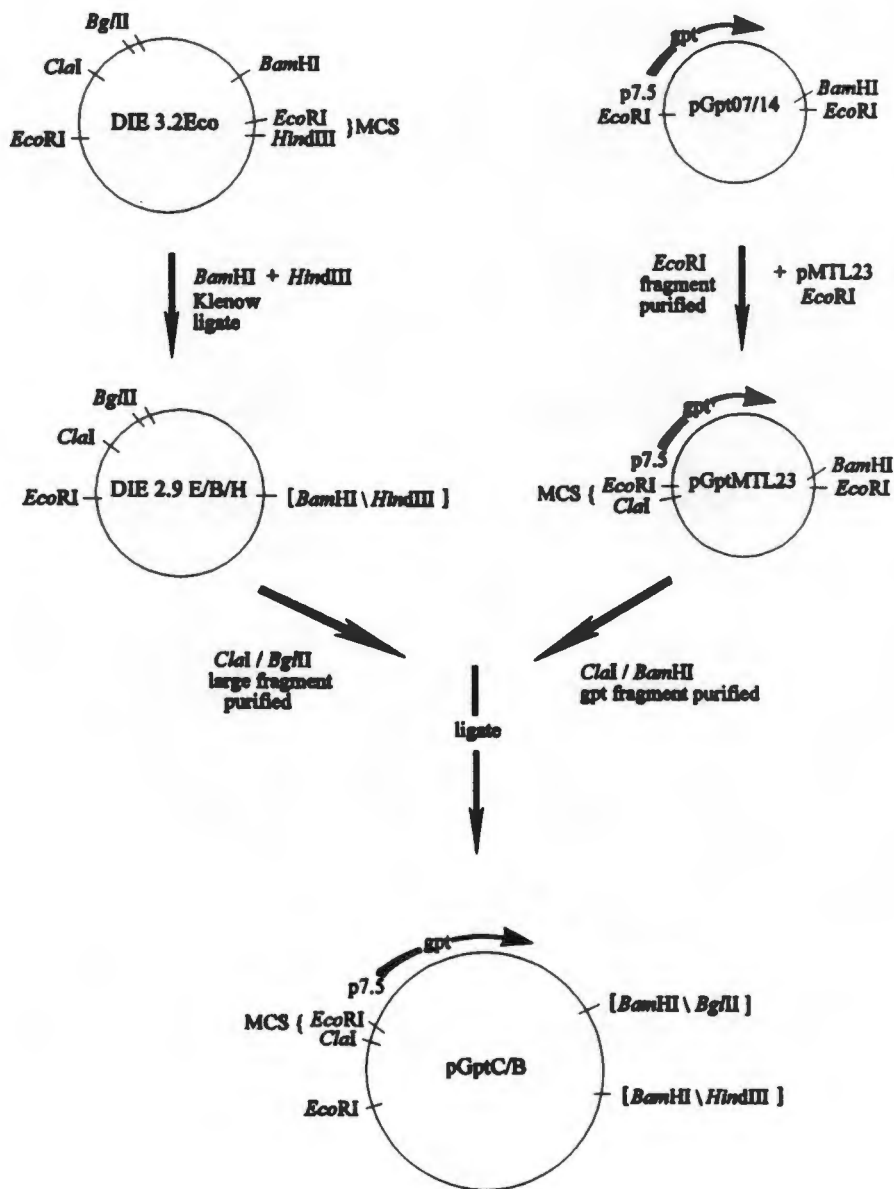 BglII
ClaI
BamHI
DIE 3.2Eco
EcoRI
EcoRI
HindIII
}MCS
gpt
p7.5
EcoRI
pGpt07/14
BamHI
EcoRI
BamHI + HindIII
Klenow
ligate
EcoRI
fragment
purified
+ pMTL23
EcoRI
BglII
ClaI
EcoRI
DIE 2.9 E/B/H
[BamHI \ HindIII ]
gpt
p7.5
MCS { EcoRI
ClaI
pGptMTL23
BamHI
EcoRI
ClaI / BglII
large fragment
purified
ClaI / BamHI
gpt fragment purified
ligate
gpt
p7.5
MCS { EcoRI
ClaI
EcoRI
pGptC/B
[BamHI \ BglII ]
[BamHI \ HindIII ]